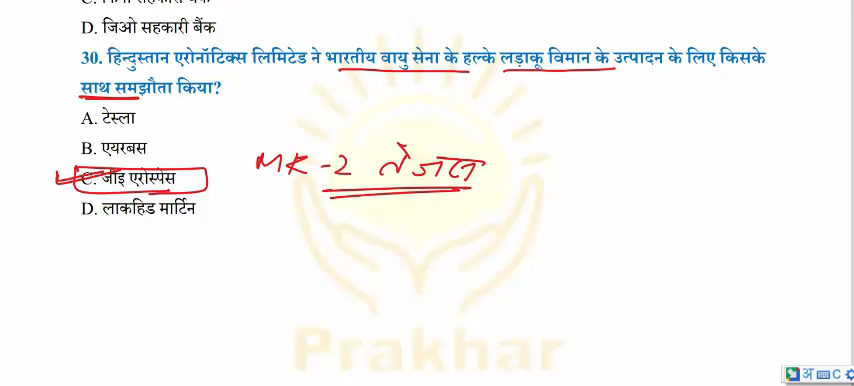 D. जिओ सहकारी बैंक
30. हिन्दुस्तान एरोनॉटिक्स लिमिटेड ने भारतीय वायु सेना के हल्के लड़ाकू विमान के उत्पादन के लिए किसके
साथ समझौता किया?
A. टेस्ला
B. एयरबस
MK-2 तेजस
C. जीई एरोस्पेस
D. लाकहिड मार्टिन
Prakhar
अ C